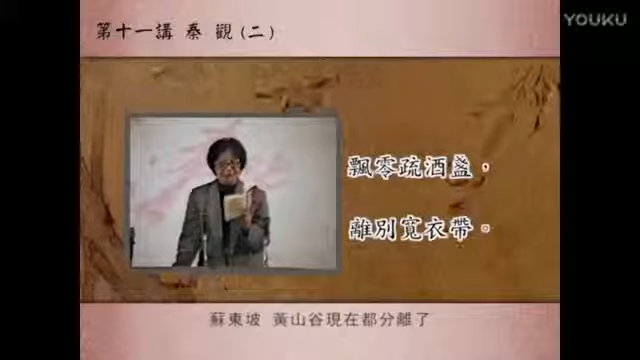 第十一講 秦 觀(二)
YOUKU
飄零疏酒盞，
離別寬衣帶。
蘇東坡 黃山谷現在都分離了